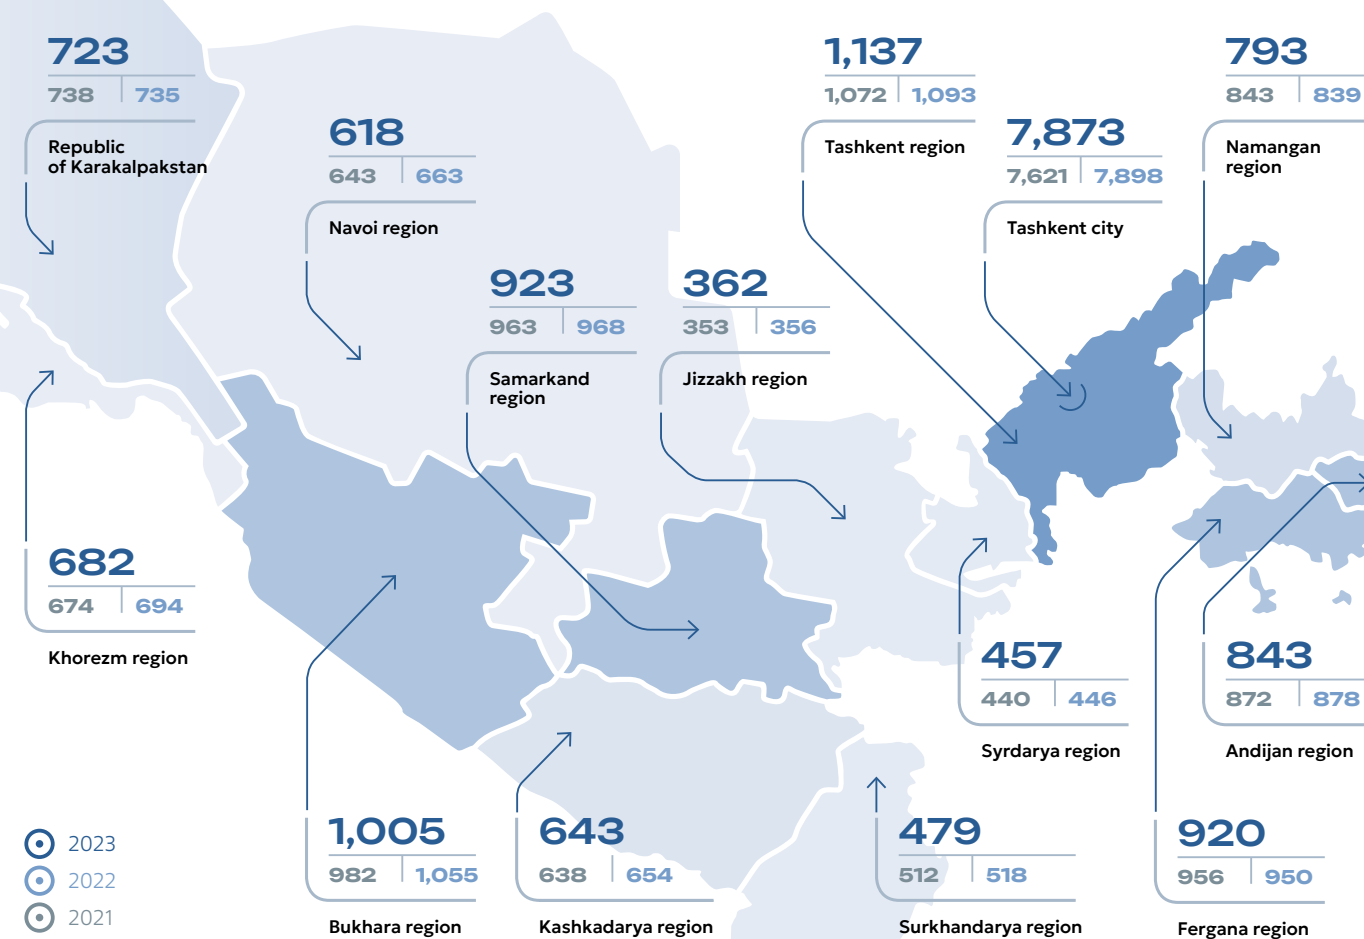 723
738 735
Republic
of Karakalpakstan
618
643 663
Navoi region
923
963 968
Samarkand
region
362
353 356
Jizzakh region
1,137
1,072 1,093
Tashkent region
7,873
7,621 7,898
Tashkent city
793
843 839
Namangan
region
682
674 694
Khorezm region
457
440 446
Syrdarya region
843
872 878
Andijan region
1,005
982 1,055
Bukhara region
643
638 654
Kashkadarya region
479
512 518
Surkhandarya region
920
956 950
Fergana region
2023
2022
2021